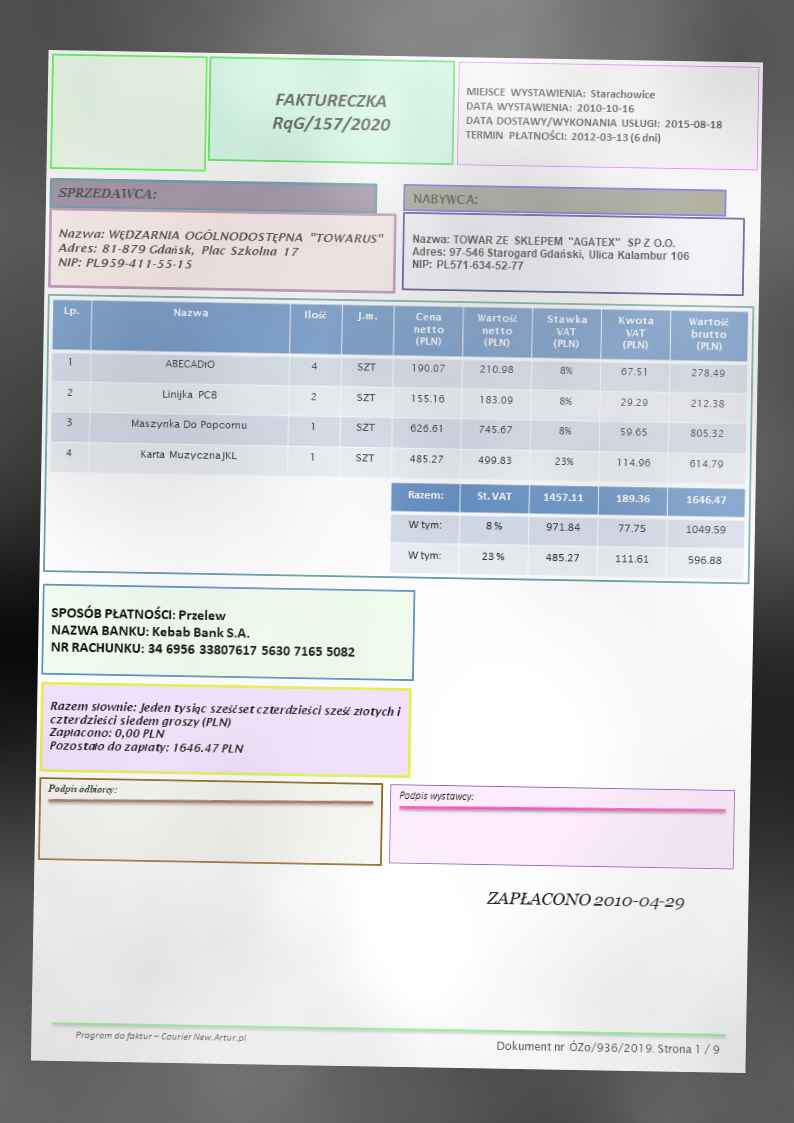 FAKTURECZKA
RqG/157/2020
MIEJSCE WYSTAWIENIA: Starachowice
DATA WYSTAWIENIA: 2010-10-16
DATA DOSTAWY/WYKONANIA USŁUGI: 2015-08-18
TERMIN PŁATNOŚCI: 2012-03-13 (6 dni)
SPRZEDAWCA:
Nazwa: WĘDZARNIA OGÓLNODOSTĘPNA "TOWARUS"
Adres: 81-879 Gdańsk, Plac Szkolna 17
NIP: PL959-411-55-15
NABYWCA:
Nazwa: TOWAR ZE SKLEPEM "AGATEX" SP Z O.O.
Adres: 97-546 Starogard Gdański, Ulica Kalambur 106
NIP: PL571-634-52-77
Lp. Nazwa Ilość J.m. Cena netto (PLN) Wartość netto (PLN) Stawka VAT (PLN) Kwota VAT (PLN) Wartość brutto (PLN)
1 ABECADŁO 4 SZT 190.07 210.98 8% 67.51 278.49
2 Linijka PCB 2 SZT 155.16 183.09 8% 29.29 212.38
3 Maszynka Do Popcornu 1 SZT 626.61 745.67 8% 59.65 805.32
4 Karta MuzycznaJKL 1 SZT 485.27 499.83 23% 114.96 614.79
Razem: St.VAT 1457.11 189.36 1646.47
W tym: 8% 971.84 77.75 1049.59
W tym: 23% 485.27 111.61 596.88
SPOSÓB PŁATNOŚCI: Przelew
NAZWA BANKU: Kebab Bank S.A.
NR RACHUNKU: 34 6956 33807617 5630 7165 5082
Razem słownie: Jeden tysiąc sześćset czterdzieści sześć złotych i
czterdzieści siedem groszy (PLN)
Zapłacono: 0,00 PLN
Pozostało do zapłaty: 1646.47 PLN
Podpis odbiorcy:
Podpis wystawcy:
ZAPŁACONO 2010-04-29
Program do faktur – Courier New.Artur.pl
Dokument nr ÓZo/936/2019. Strona 1 / 9